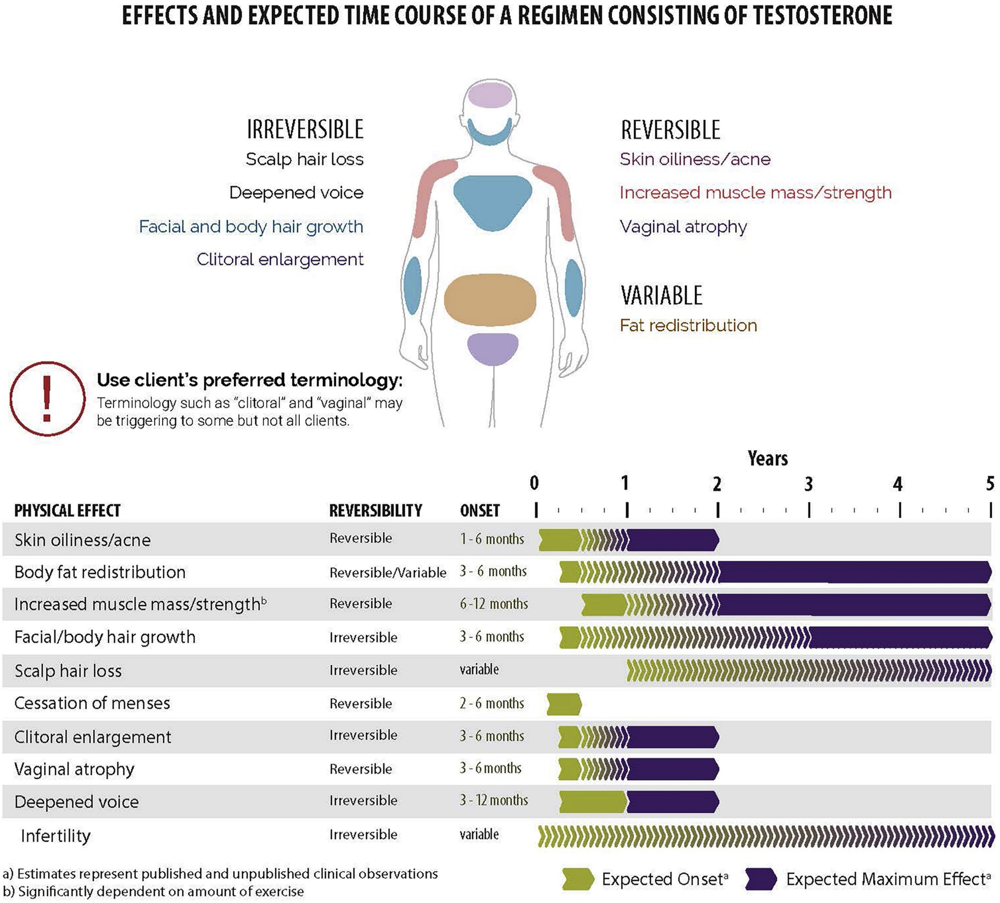 EFFECTS AND EXPECTED TIME COURSE OF A REGIMEN CONSISTING OF TESTOSTERONE
IRREVERSIBLE
Scalp hair loss
Deepened voice
Facial and body hair growth
Clitoral enlargement
REVERSIBLE
Skin oiliness/acne
Increased muscle mass/strength
Vaginal atrophy
VARIABLE
Fat redistribution
!
Use client's preferred terminology:
Terminology such as "clitoral" and "vaginal" may
be triggering to some but not all clients.
Years
0 1 2 3 4 5
PHYSICAL EFFECT REVERSIBILITY ONSET
Skin oiliness/acne Reversible 1-6 months
Body fat redistribution Reversible/Variable 3-6 months
Increased muscle mass/strengthᵇ Reversible 6-12 months
Facial/body hair growth Irreversible 3-6 months
Scalp hair loss Irreversible variable
Cessation of menses Reversible 2-6 months
Clitoral enlargement Irreversible 3-6 months
Vaginal atrophy Reversible 3-6 months
Deepened voice Irreversible 3-12 months
Infertility Irreversible variable
a) Estimates represent published and unpublished clinical observations
b) Significantly dependent on amount of exercise
Expected Onsetᵃ Expected Maximum Effectᵃ